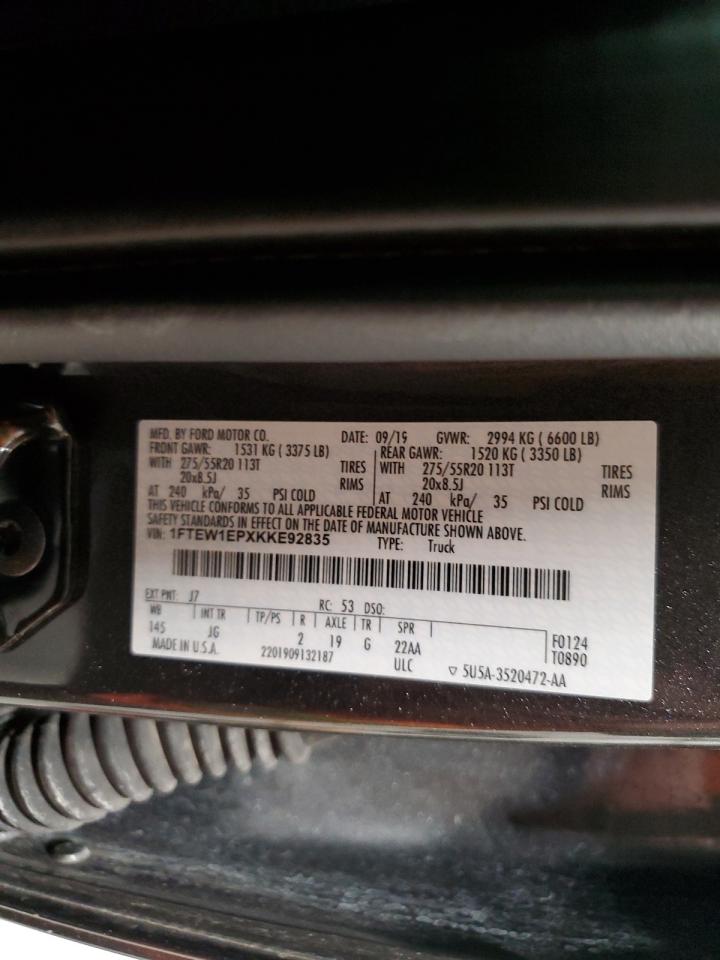 MFD. BY FORD MOTOR CO. DATE: 09/19 GVWR: 2994 KG ( 6600 LB)
FRONT GAWR: 1531 KG ( 3375 LB) REAR GAWR: 1520 KG ( 3350 LB)
WITH 275/55R20 113T TIRES WITH 275/55R20 113T TIRES
20x8.5J RIMS 20x8.5J RIMS
AT 240 kPa/ 35 PSI COLD AT 240 kPa/ 35 PSI COLD
THIS VEHICLE CONFORMS TO ALL APPLICABLE FEDERAL MOTOR VEHICLE
SAFETY STANDARDS IN EFFECT ON THE DATE OF MANUFACTURE SHOWN ABOVE.
VIN: 1FTEW1EPXKKE92835 TYPE: Truck
EXT PNT: J7 RC: 53 DSO:
WB INT TR TP/PS R AXLE TR SPR F0124
145 JG 2 19 G 22AA T0890
MADE IN U.S.A. 2201909132187 ULC ▽ 5U5A-3520472-AA